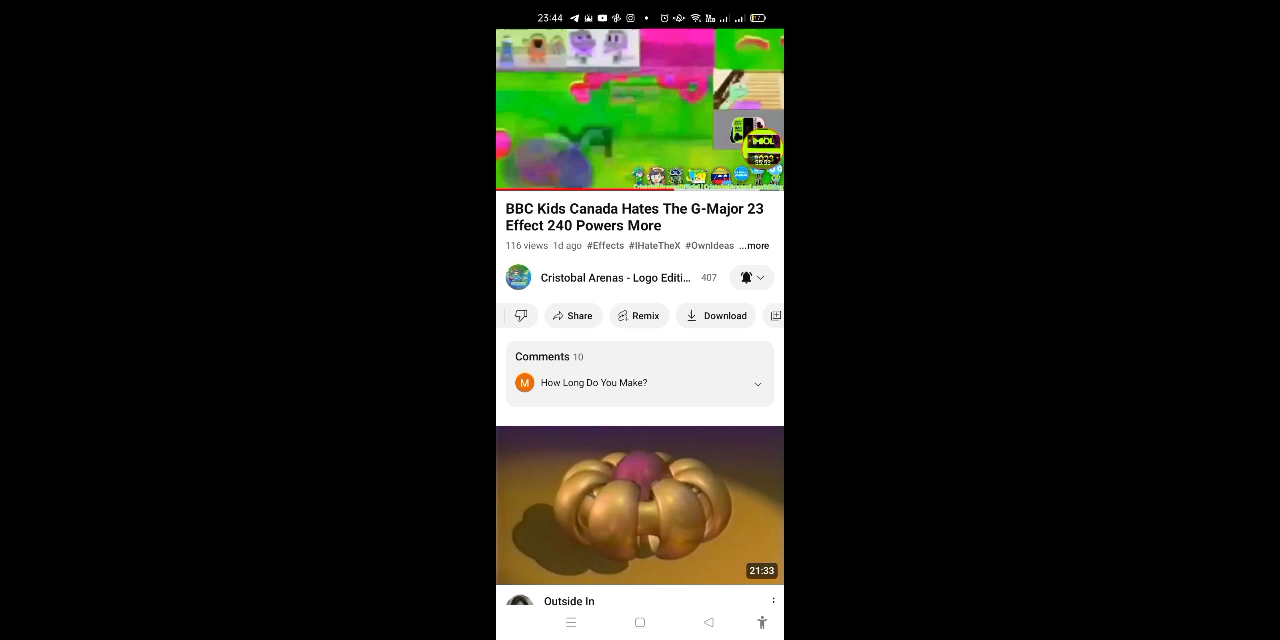 23:44
BBC Kids Canada Hates The G-Major 23
Effect 240 Powers More
116 views 1d ago #Effects #IHateTheX #OwnIdeas ...more
Cristobal Arenas - Logo Editi... 407
Share Remix Download
Comments 10
M How Long Do You Make?
21:33
Outside In